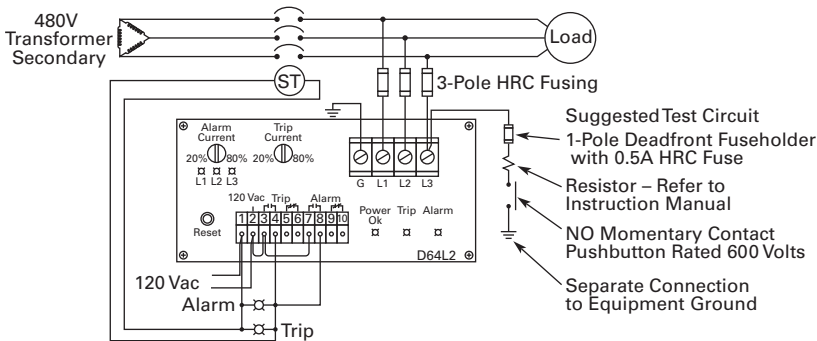 480V
Transformer
Secondary
Load
ST
3-Pole HRC Fusing
Alarm
Current
Trip
Current
20% 80% 20% 80%
L1 L2 L3
G L1 L2 L3
Suggested Test Circuit
1-Pole Deadfront Fuseholder
with 0.5A HRC Fuse
Resistor – Refer to
Instruction Manual
NO Momentary Contact
Pushbutton Rated 600 Volts
Separate Connection
to Equipment Ground
120 Vac Trip Alarm
1 2 3 4 5 6 7 8 9 10
Reset
Power
Ok
Trip
Alarm
D64L2
120 Vac
Alarm
Trip